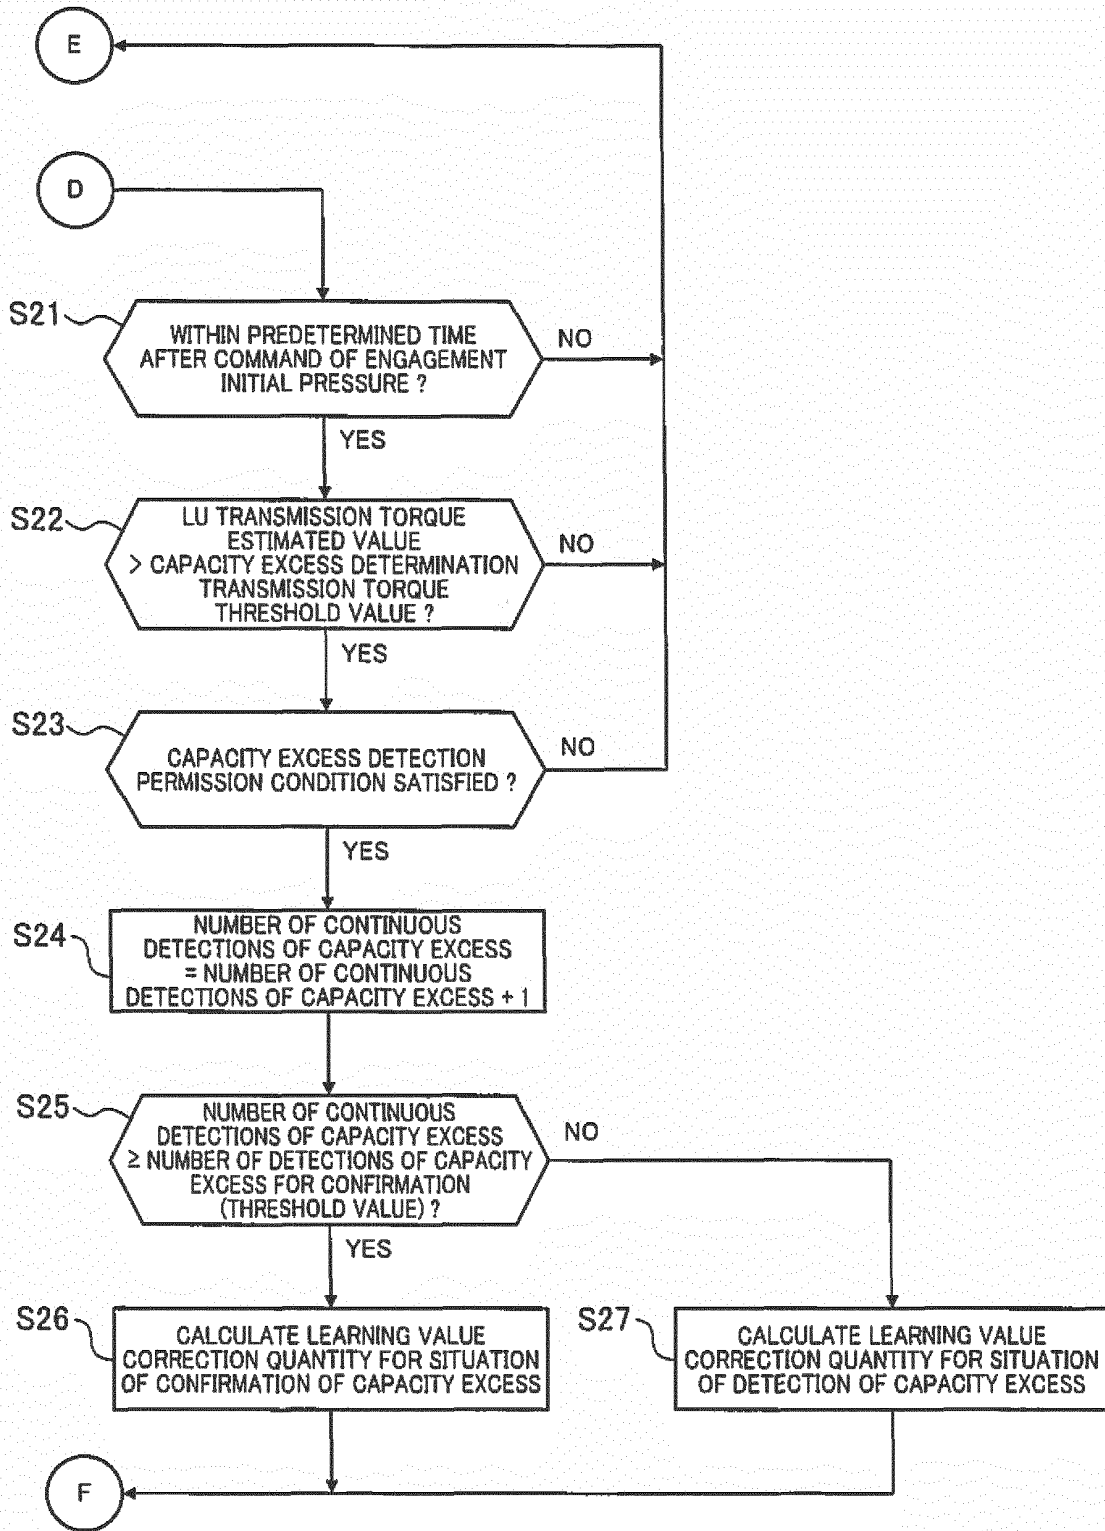 E
D
S21
WITHIN PREDETERMINED TIME
AFTER COMMAND OF ENGAGEMENT
INITIAL PRESSURE ?
NO
YES
S22
LU TRANSMISSION TORQUE
ESTIMATED VALUE
> CAPACITY EXCESS DETERMINATION
TRANSMISSION TORQUE
THRESHOLD VALUE ?
NO
YES
S23
CAPACITY EXCESS DETECTION
PERMISSION CONDITION SATISFIED ?
NO
YES
S24
NUMBER OF CONTINUOUS
DETECTIONS OF CAPACITY EXCESS
= NUMBER OF CONTINUOUS
DETECTIONS OF CAPACITY EXCESS + 1
S25
NUMBER OF CONTINUOUS
DETECTIONS OF CAPACITY EXCESS
≥ NUMBER OF DETECTIONS OF CAPACITY
EXCESS FOR CONFIRMATION
(THRESHOLD VALUE) ?
NO
YES
S26
CALCULATE LEARNING VALUE
CORRECTION QUANTITY FOR SITUATION
OF CONFIRMATION OF CAPACITY EXCESS
S27
CALCULATE LEARNING VALUE
CORRECTION QUANTITY FOR SITUATION
OF DETECTION OF CAPACITY EXCESS
F